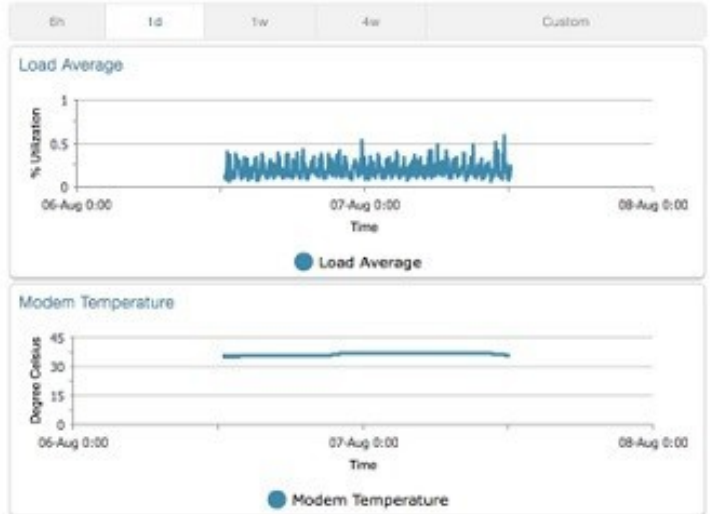 6h 1d 1w 4w Custom
Load Average
1
0.5
0
% Utilization
06-Aug 0:00 07-Aug 0:00 08-Aug 0:00
Time
Load Average
Modem Temperature
45
30
15
0
Degree Celsius
06-Aug 0:00 07-Aug 0:00 08-Aug 0:00
Time
Modem Temperature